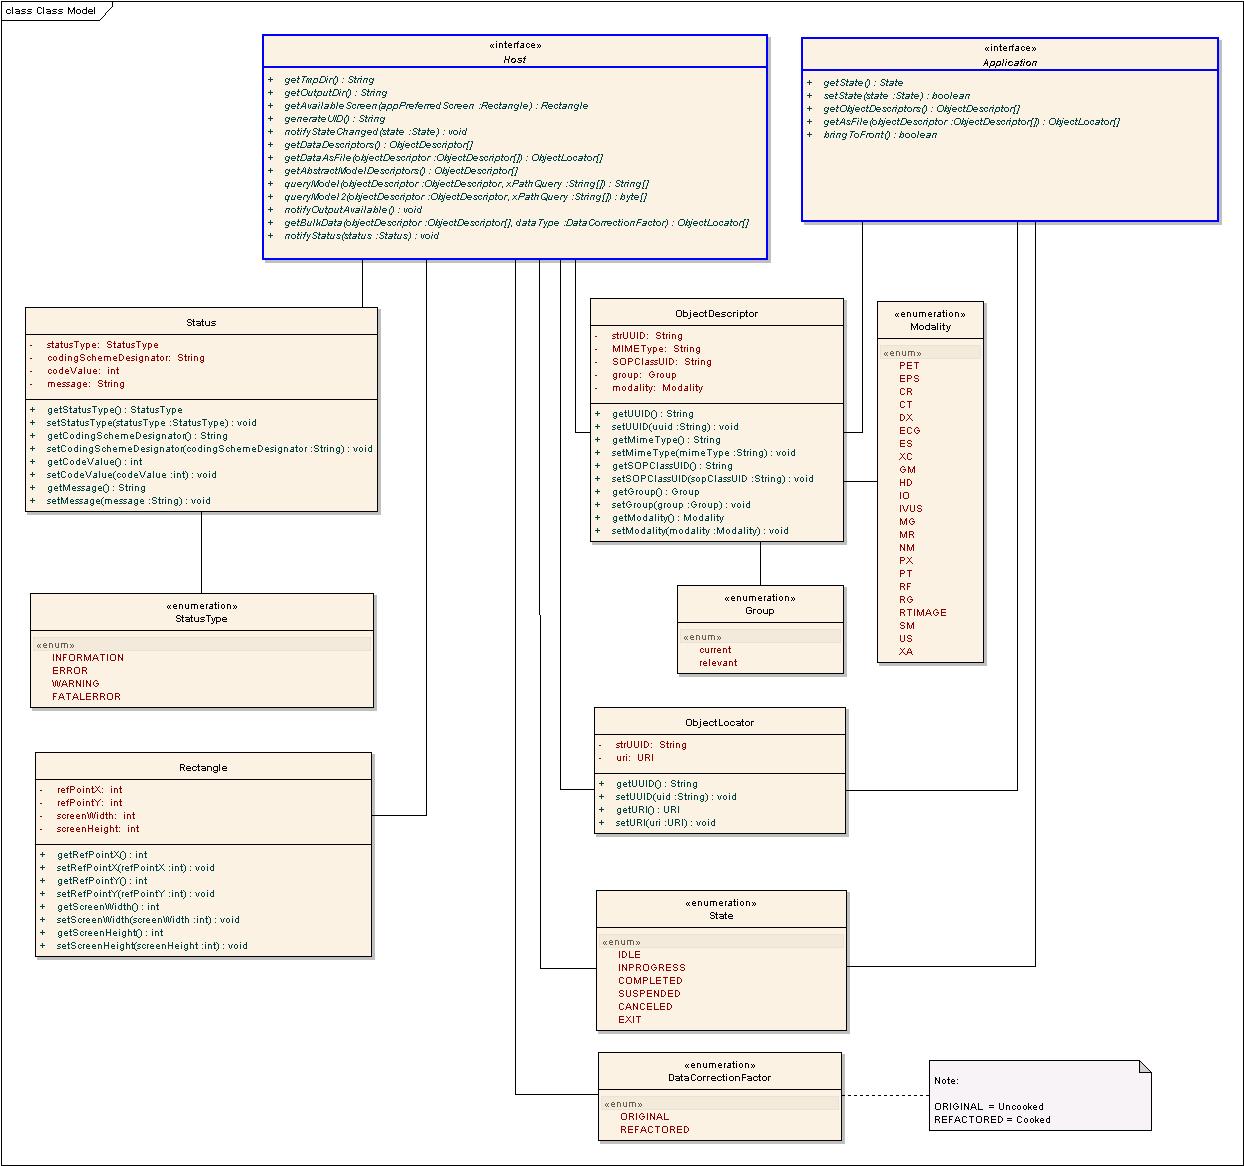 class Class Model
«interface»
Host
+ getTmpDir() : String
+ getOutputDir() : String
+ getAvailableScreen(appPreferredScreen :Rectangle) : Rectangle
+ generateUID() : String
+ notifyStateChanged(state :State) : void
+ getDataDescriptors() : ObjectDescriptor[]
+ getDataAsFile(objectDescriptor :ObjectDescriptor[]) : ObjectLocator[]
+ getAbstractModelDescriptors() : ObjectDescriptor[]
+ queryModel(objectDescriptor :ObjectDescriptor, xPathQuery :String[]) : String[]
+ queryModel2(objectDescriptor :ObjectDescriptor, xPathQuery :String[]) : byte[]
+ notifyOutputAvailable() : void
+ getBulkData(objectDescriptor :ObjectDescriptor[], dataType :DataCorrectionFactor) : ObjectLocator[]
+ notifyStatus(status :Status) : void
«interface»
Application
+ getState() : State
+ setState(state :State) : boolean
+ getObjectDescriptors() : ObjectDescriptor[]
+ getAsFile(objectDescriptor :ObjectDescriptor[]) : ObjectLocator[]
+ bringToFront() : boolean
Status
- statusType: StatusType
- codingSchemeDesignator: String
- codeValue: int
- message: String
+ getStatusType() : StatusType
+ setStatusType(statusType :StatusType) : void
+ getCodingSchemeDesignator() : String
+ setCodingSchemeDesignator(codingSchemeDesignator :String) : void
+ getCodeValue() : int
+ setCodeValue(codeValue :int) : void
+ getMessage() : String
+ setMessage(message :String) : void
ObjectDescriptor
- strUUID: String
- MIMEType: String
- SOPClassUID: String
- group: Group
- modality: Modality
+ getUUID() : String
+ setUUID(uuid :String) : void
+ getMimeType() : String
+ setMimeType(mimeType :String) : void
+ getSOPClassUID() : String
+ setSOPClassUID(sopClassUID :String) : void
+ getGroup() : Group
+ setGroup(group :Group) : void
+ getModality() : Modality
+ setModality(modality :Modality) : void
«enumeration»
Modality
«enum»
PET
EPS
CR
CT
DX
ECG
ES
XC
GM
HD
IO
IVUS
MG
MR
NM
PX
PT
RF
RG
RTIMAGE
SM
US
XA
«enumeration»
StatusType
«enum»
INFORMATION
ERROR
WARNING
FATALERROR
«enumeration»
Group
«enum»
current
relevant
Rectangle
- refPointX: int
- refPointY: int
- screenWidth: int
- screenHeight: int
+ getRefPointX() : int
+ setRefPointX(refPointX :int) : void
+ getRefPointY() : int
+ setRefPointY(refPointY :int) : void
+ getScreenWidth() : int
+ setScreenWidth(screenWidth :int) : void
+ getScreenHeight() : int
+ setScreenHeight(screenHeight :int) : void
ObjectLocator
- strUUID: String
- uri: URI
+ getUUID() : String
+ setUUID(uid :String) : void
+ getURI() : URI
+ setURI(uri :URI) : void
«enumeration»
State
«enum»
IDLE
INPROGRESS
COMPLETED
SUSPENDED
CANCELED
EXIT
«enumeration»
DataCorrectionFactor
«enum»
ORIGINAL
REFACTORED
Note:
ORIGINAL = Uncooked
REFACTORED = Cooked